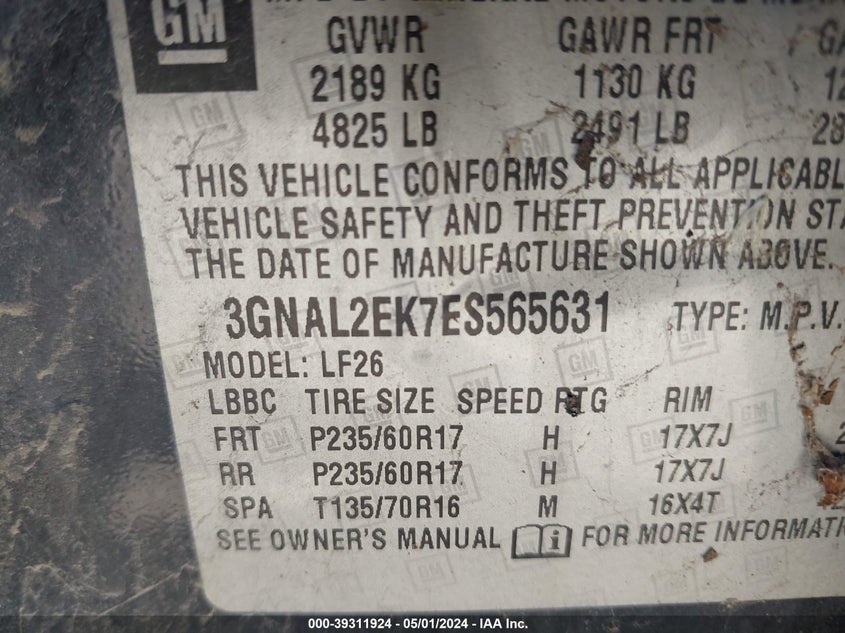 GM
GVWR GAWR FRT
2189 KG 1130 KG
4825 LB 2491 LB
THIS VEHICLE CONFORMS TO ALL APPLICABL
VEHICLE SAFETY AND THEFT PREVENTION STA
THE DATE OF MANUFACTURE SHOWN ABOVE.
3GNAL2EK7ES565631 TYPE: M.P.V.
MODEL: LF26
LBBC TIRE SIZE SPEED RTG RIM
FRT P235/60R17 H 17X7J
RR P235/60R17 H 17X7J
SPA T135/70R16 M 16X4T
SEE OWNER'S MANUAL i FOR MORE INFORMATI
000-39311924 - 05/01/2024 - IAA Inc.